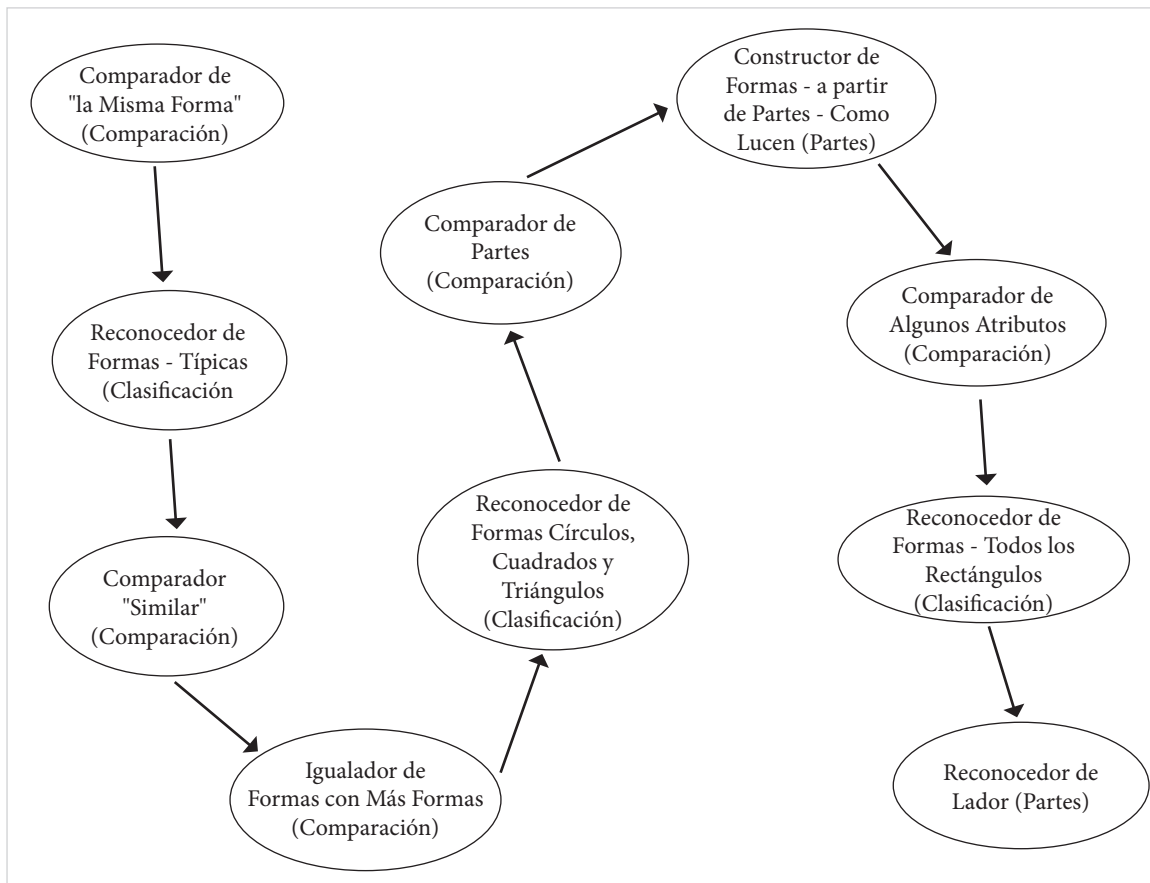 Comparador de
"la Misma Forma"
(Comparación)
Reconocedor de
Formas - Típicas
(Clasificación
Comparador
"Similar"
(Comparación)
Igualador de
Formas con Más Formas
(Comparación)
Reconocedor de
Formas Círculos,
Cuadrados y
Triángulos
(Clasificación)
Comparador de
Partes
(Comparación)
Constructor de
Formas - a partir
de Partes - Como
Lucen (Partes)
Comparador de
Algunos Atributos
(Comparación)
Reconocedor de
Formas - Todos los
Rectángulos
(Clasificación)
Reconocedor de
Lador (Partes)